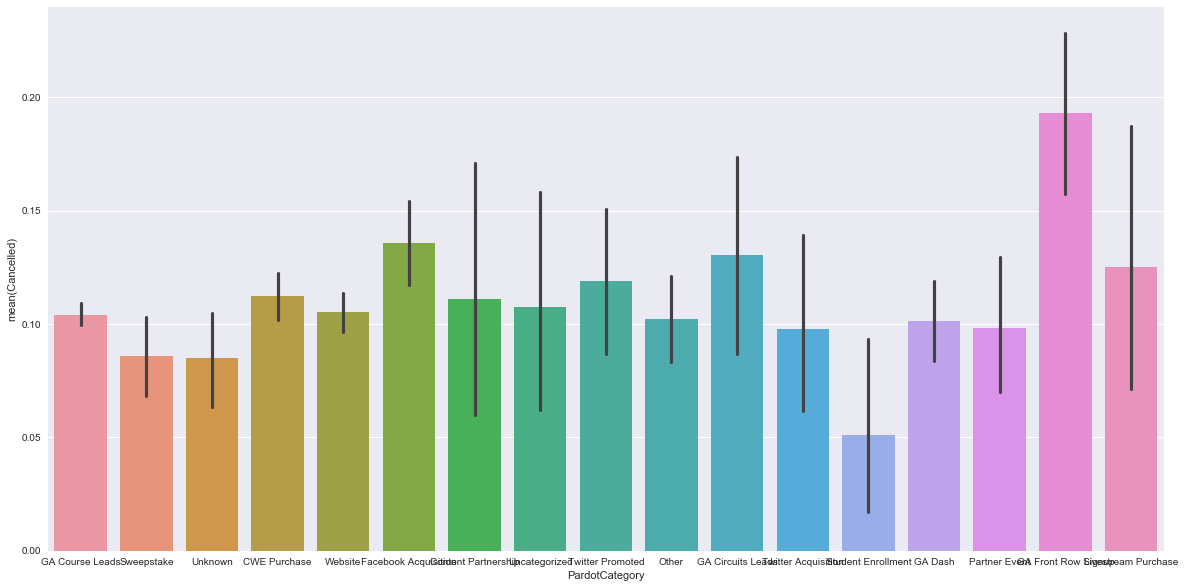 0.20
0.15
0.10
0.05
0.00
mean(Cancelled)
GA Course Leads Sweepstake Unknown CWE Purchase Website Facebook Acquisition Content Partnership Uncategorized Twitter Promoted Other GA Circuits Leads Twitter Acquisition Student Enrollment GA Dash Partner Event GA Front Row Signup Livestream Purchase
PardotCategory